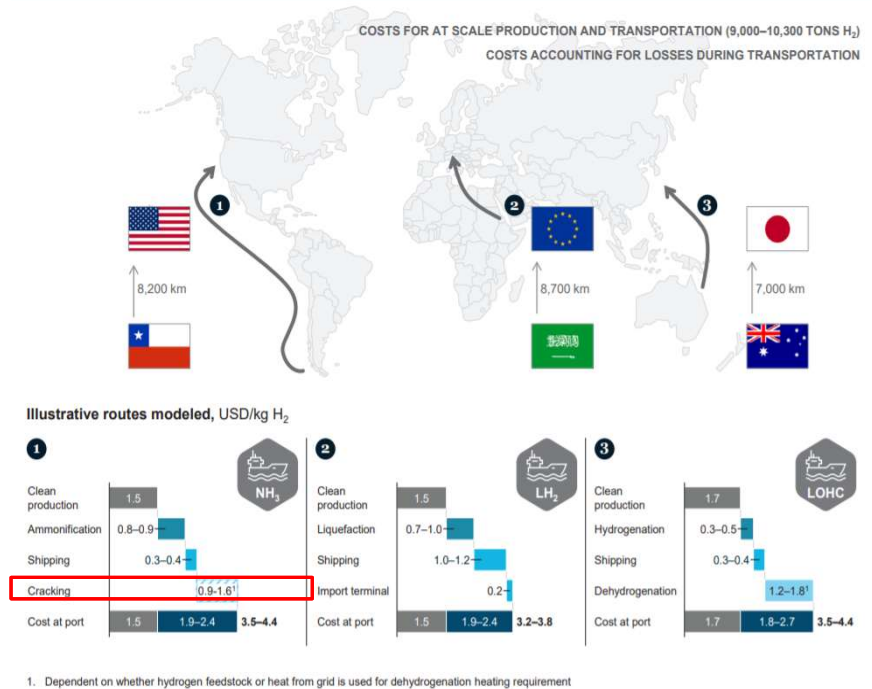 COSTS FOR AT SCALE PRODUCTION AND TRANSPORTATION (9,000–10,300 TONS H₂)
COSTS ACCOUNTING FOR LOSSES DURING TRANSPORTATION
1
2
3
8,200 km
8,700 km
7,000 km
Illustrative routes modeled, USD/kg H₂
1
NH₃
Clean production
1.5
Ammonification
0.8–0.9
Shipping
0.3–0.4
Cracking
0.9-1.6¹
Cost at port
1.5
1.9–2.4
3.5–4.4
2
LH₂
Clean production
1.5
Liquefaction
0.7–1.0
Shipping
1.0–1.2
Import terminal
0.2
Cost at port
1.5
1.9–2.4
3.2–3.8
3
LOHC
Clean production
1.7
Hydrogenation
0.3–0.5
Shipping
0.3–0.4
Dehydrogenation
1.2–1.8¹
Cost at port
1.7
1.8–2.7
3.5–4.4
1. Dependent on whether hydrogen feedstock or heat from grid is used for dehydrogenation heating requirement